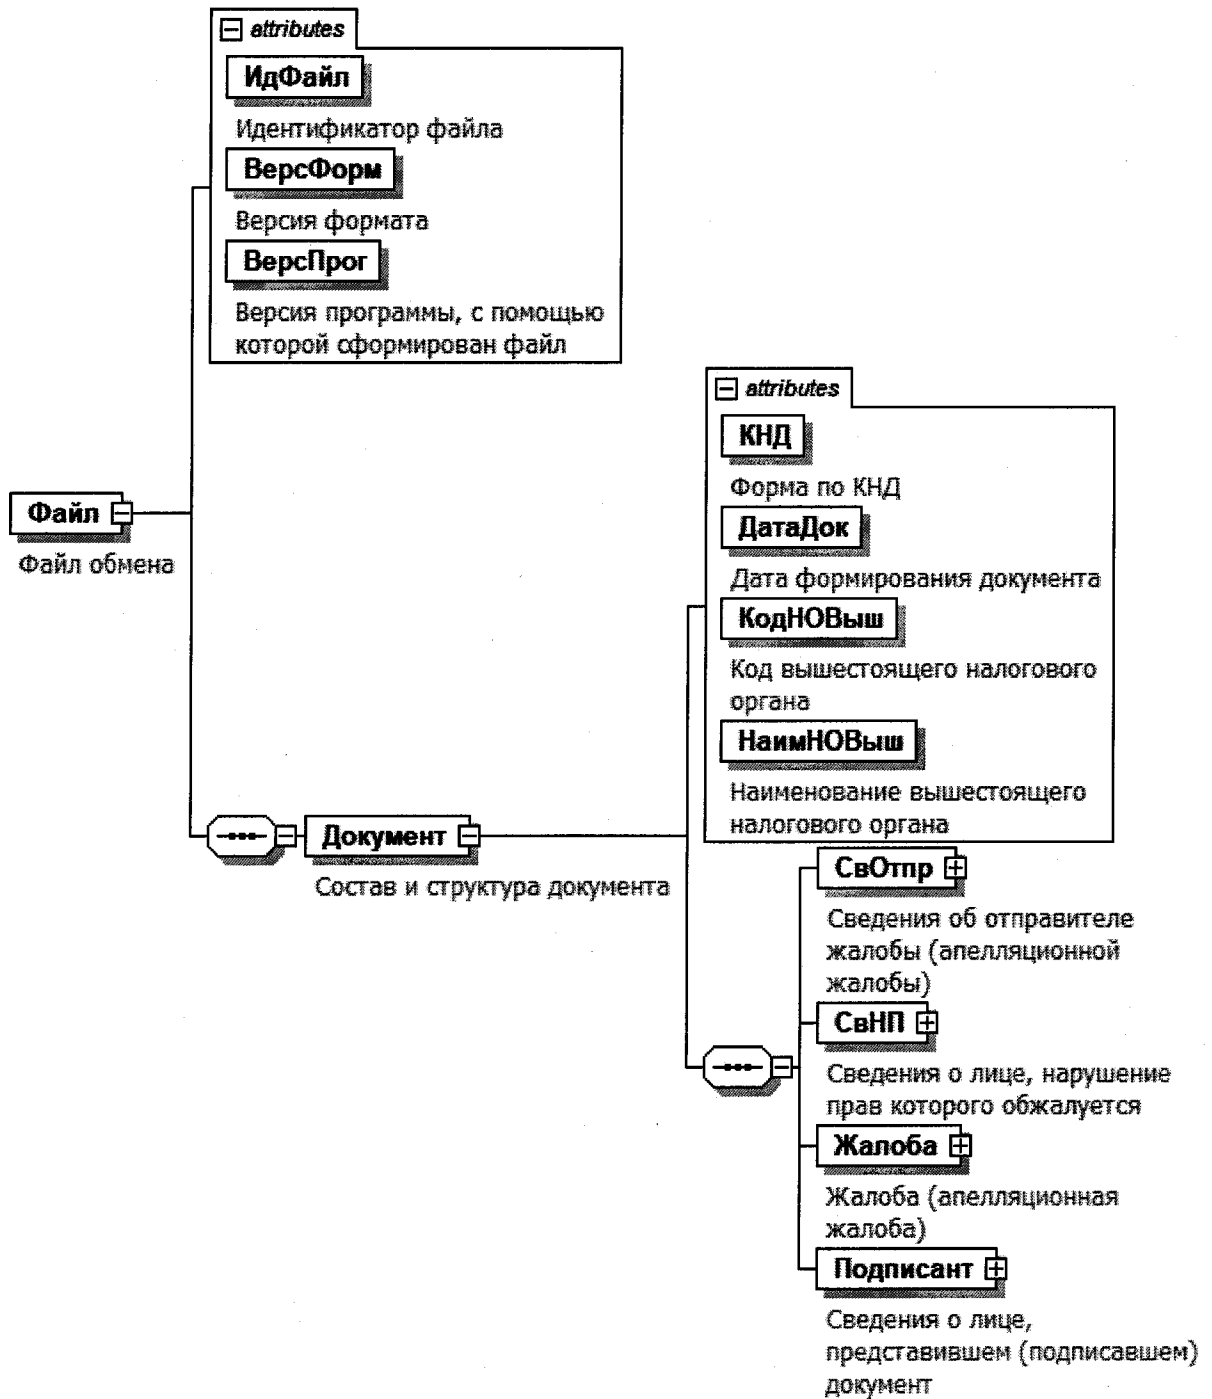 attributes
ИдФайл
Идентификатор файла
ВерсФорм
Версия формата
ВерсПрог
Версия программы, с помощью
которой сформирован файл
Файл
Файл обмена
Документ
Состав и структура документа
attributes
КНД
Форма по КНД
ДатаДок
Дата формирования документа
КодНОВыш
Код вышестоящего налогового
органа
НаимНОВыш
Наименование вышестоящего
налогового органа
СвОтпр
Сведения об отправителе
жалобы (апелляционной
жалобы)
СвНП
Сведения о лице, нарушение
прав которого обжалуется
Жалоба
Жалоба (апелляционная
жалоба)
Подписант
Сведения о лице,
представившем (подписавшем)
документ